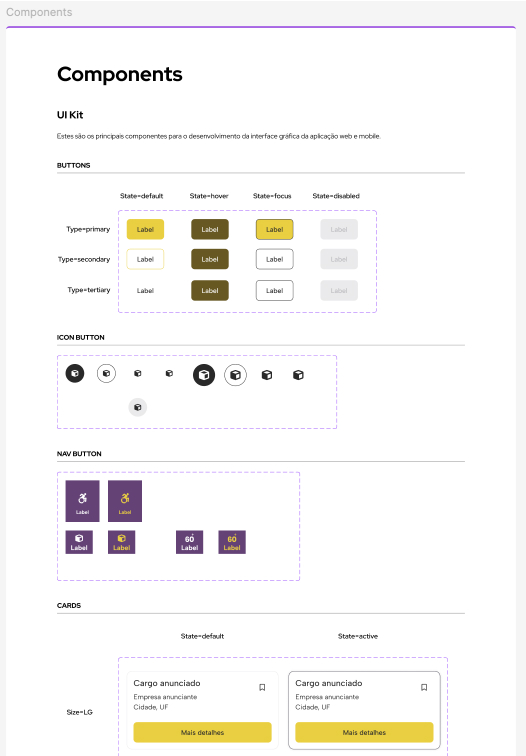 Components
Components
UI Kit
Estes são os principais componentes para o desenvolvimento da interface gráfica da aplicação web e mobile.
BUTTONS
State=default State=hover State=focus State=disabled
Type=primary Label Label Label Label
Type=secondary Label Label Label Label
Type=tertiary Label Label Label Label
ICON BUTTON
NAV BUTTON
Label Label
60 60
Label Label Label Label
CARDS
State=default State=active
Cargo anunciado Cargo anunciado
Empresa anunciante Empresa anunciante
Cidade, UF Cidade, UF
Size=LG
Mais detalhes Mais detalhes